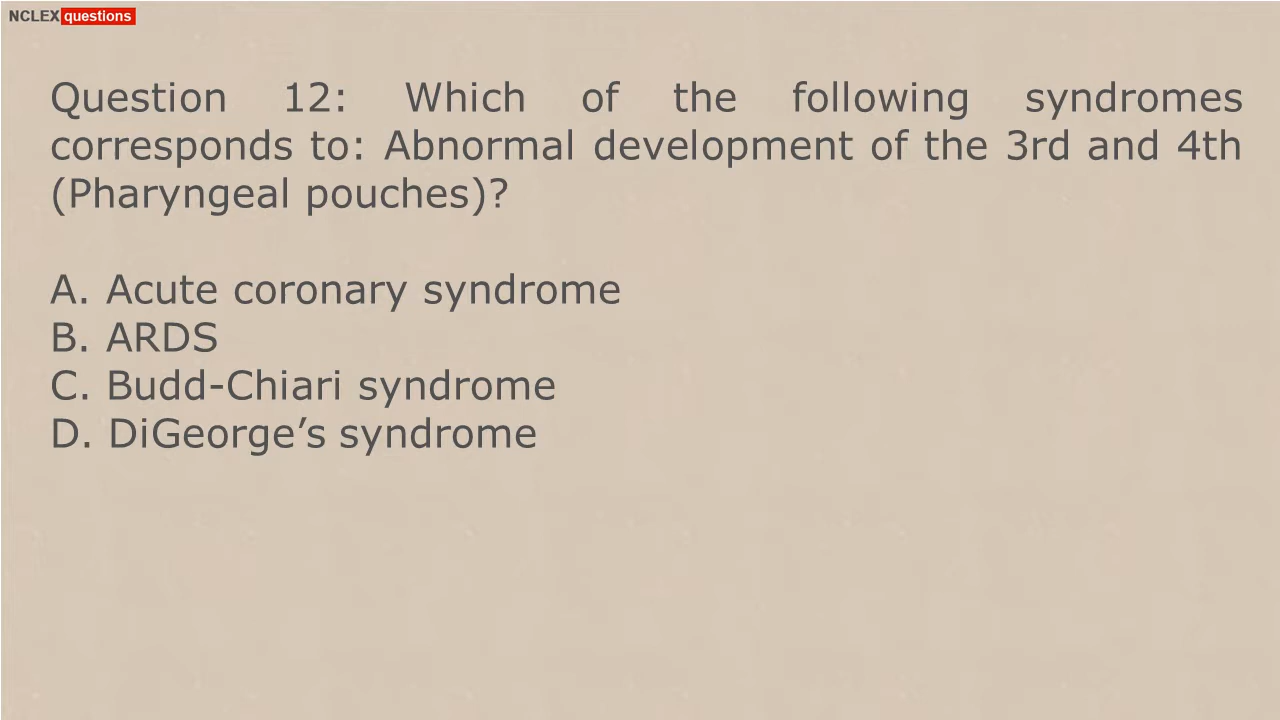 NCLEX questions
Question 12: Which of the following syndromes
corresponds to: Abnormal development of the 3rd and 4th
(Pharyngeal pouches)?
A. Acute coronary syndrome
B. ARDS
C. Budd-Chiari syndrome
D. DiGeorge’s syndrome